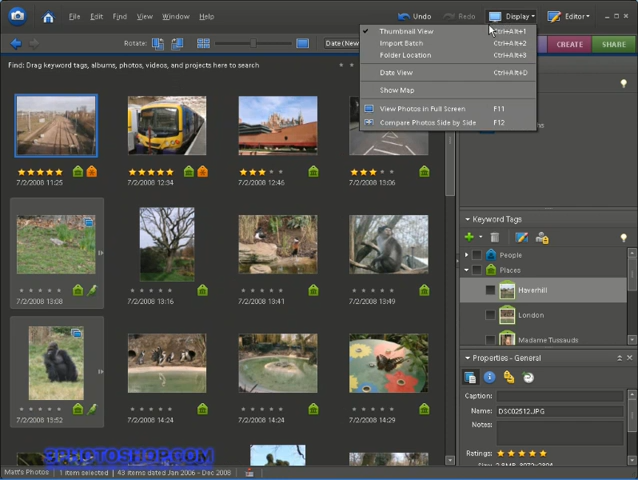 File Edit Find View Window Help
Undo Redo Display Editor
Rotate: Date (New
CREATE SHARE
Thumbnail View Ctrl+Alt+1
Import Batch Ctrl+Alt+2
Folder Location Ctrl+Alt+3
Date View Ctrl+Alt+D
Show Map
View Photos in Full Screen F11
Compare Photos Side by Side F12
Find: Drag keyword tags, albums, photos, videos, and projects here to search
7/2/2008 11:25 7/2/2008 12:34 7/2/2008 12:46 7/2/2008 13:06
7/2/2008 13:08 7/2/2008 13:16 7/2/2008 13:41 7/2/2008 13:49
7/2/2008 13:52 7/2/2008 14:24 7/2/2008 14:24 7/2/2008 14:24
Keyword Tags
People
Places
Haverhill
London
Madame Tussauds
Properties - General
Caption:
Name: DSC02512.JPG
Notes:
Ratings:
3PHOTOSHOP.COM
Matt's Photos 1 item selected 43 items dated Jan 2006 - Dec 2008